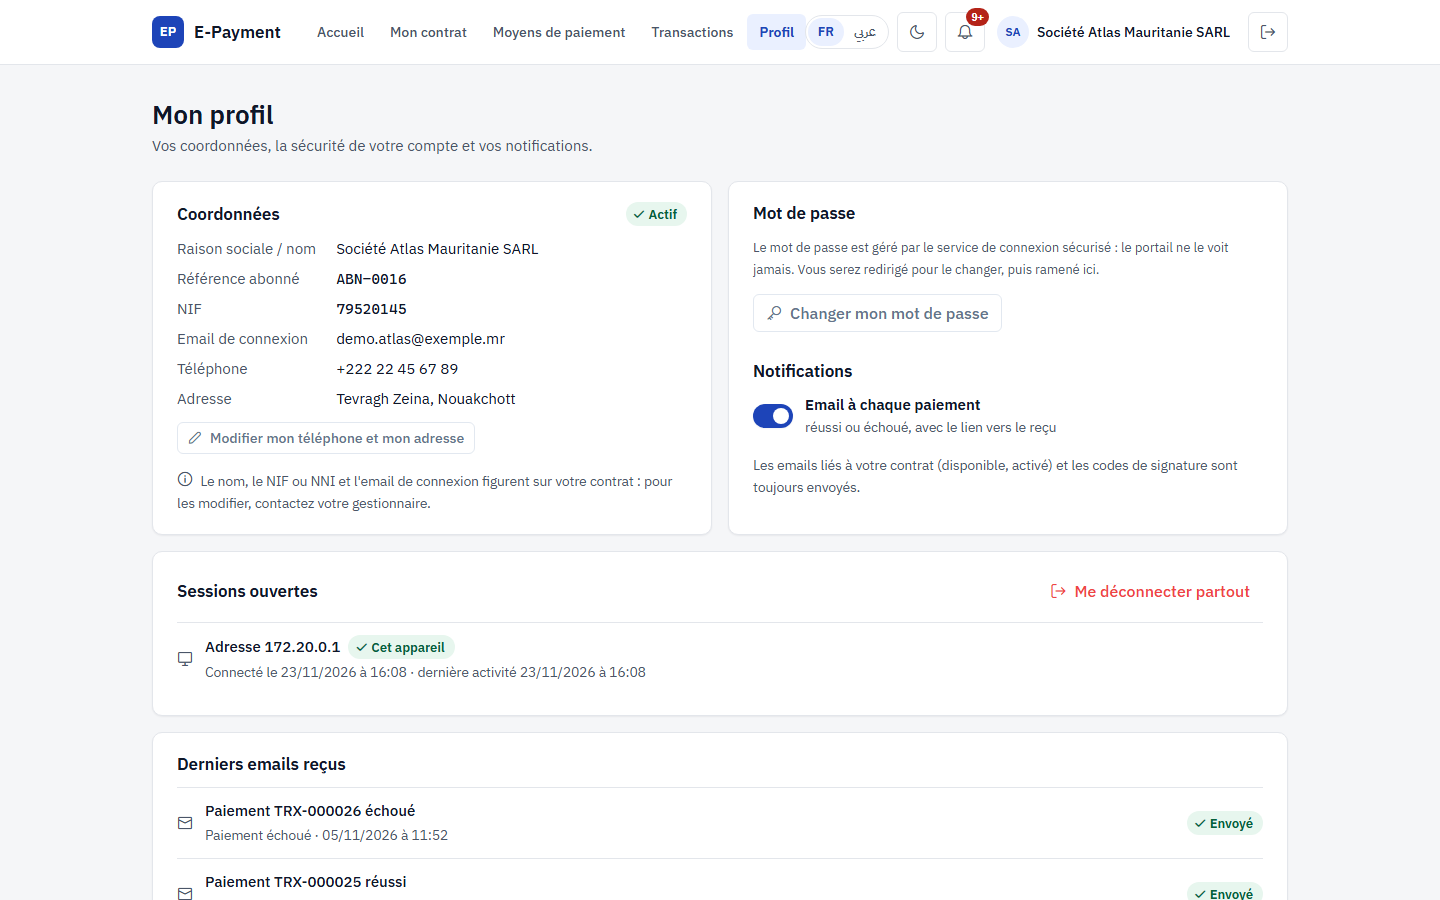 EP E-Payment Accueil Mon contrat Moyens de paiement Transactions Profil FR عربي 9+ SA Société Atlas Mauritanie SARL
Mon profil
Vos coordonnées, la sécurité de votre compte et vos notifications.
Coordonnées Actif
Raison sociale / nom Société Atlas Mauritanie SARL
Référence abonné ABN-0016
NIF 79520145
Email de connexion demo.atlas@exemple.mr
Téléphone +222 22 45 67 89
Adresse Tevragh Zeina, Nouakchott
Modifier mon téléphone et mon adresse
Le nom, le NIF ou NNI et l'email de connexion figurent sur votre contrat : pour
les modifier, contactez votre gestionnaire.
Mot de passe
Le mot de passe est géré par le service de connexion sécurisé : le portail ne le voit
jamais. Vous serez redirigé pour le changer, puis ramené ici.
Changer mon mot de passe
Notifications
Email à chaque paiement
réussi ou échoué, avec le lien vers le reçu
Les emails liés à votre contrat (disponible, activé) et les codes de signature sont
toujours envoyés.
Sessions ouvertes Me déconnecter partout
Adresse 172.20.0.1 Cet appareil
Connecté le 23/11/2026 à 16:08 · dernière activité 23/11/2026 à 16:08
Derniers emails reçus
Paiement TRX-000026 échoué
Paiement échoué · 05/11/2026 à 11:52 Envoyé
Paiement TRX-000025 réussi
Envoyé